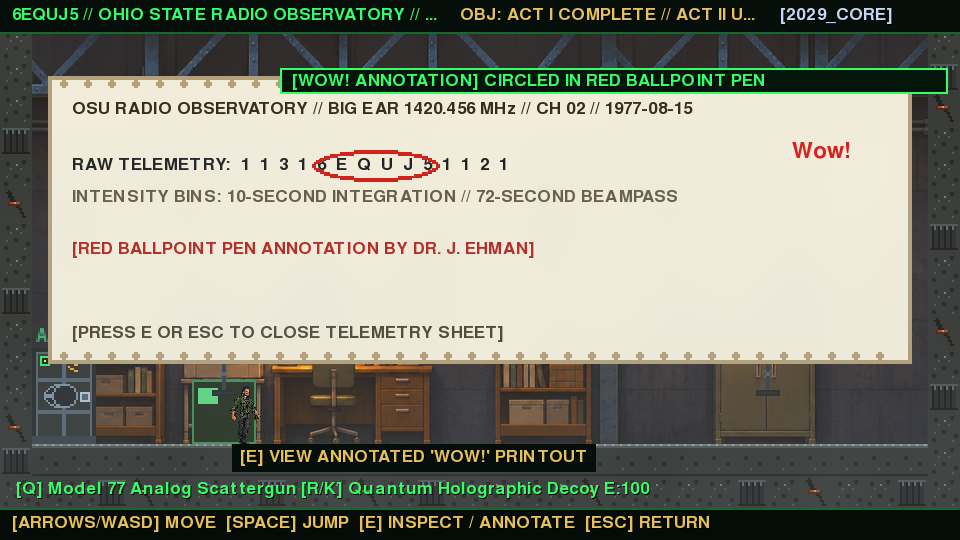 6EQUJ5 // OHIO STATE RADIO OBSERVATORY // ... OBJ: ACT I COMPLETE // ACT II U... [2029_CORE]
[WOW! ANNOTATION] CIRCLED IN RED BALLPOINT PEN
OSU RADIO OBSERVATORY // BIG EAR 1420.456 MHz // CH 02 // 1977-08-15
Wow!
RAW TELEMETRY: 1 1 3 1 6 E Q U J 5 1 1 2 1
INTENSITY BINS: 10-SECOND INTEGRATION // 72-SECOND BEAMPASS
[RED BALLPOINT PEN ANNOTATION BY DR. J. EHMAN]
[PRESS E OR ESC TO CLOSE TELEMETRY SHEET]
[E] VIEW ANNOTATED 'WOW!' PRINTOUT
[Q] Model 77 Analog Scattergun [R/K] Quantum Holographic Decoy E:100
[ARROWS/WASD] MOVE [SPACE] JUMP [E] INSPECT / ANNOTATE [ESC] RETURN